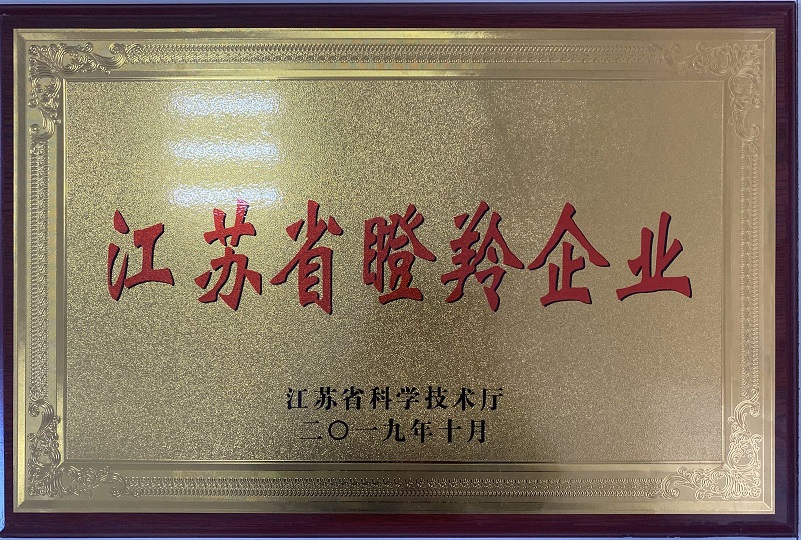 江苏省瞪羚企业
江苏省科学技术厅
二〇一九年十月